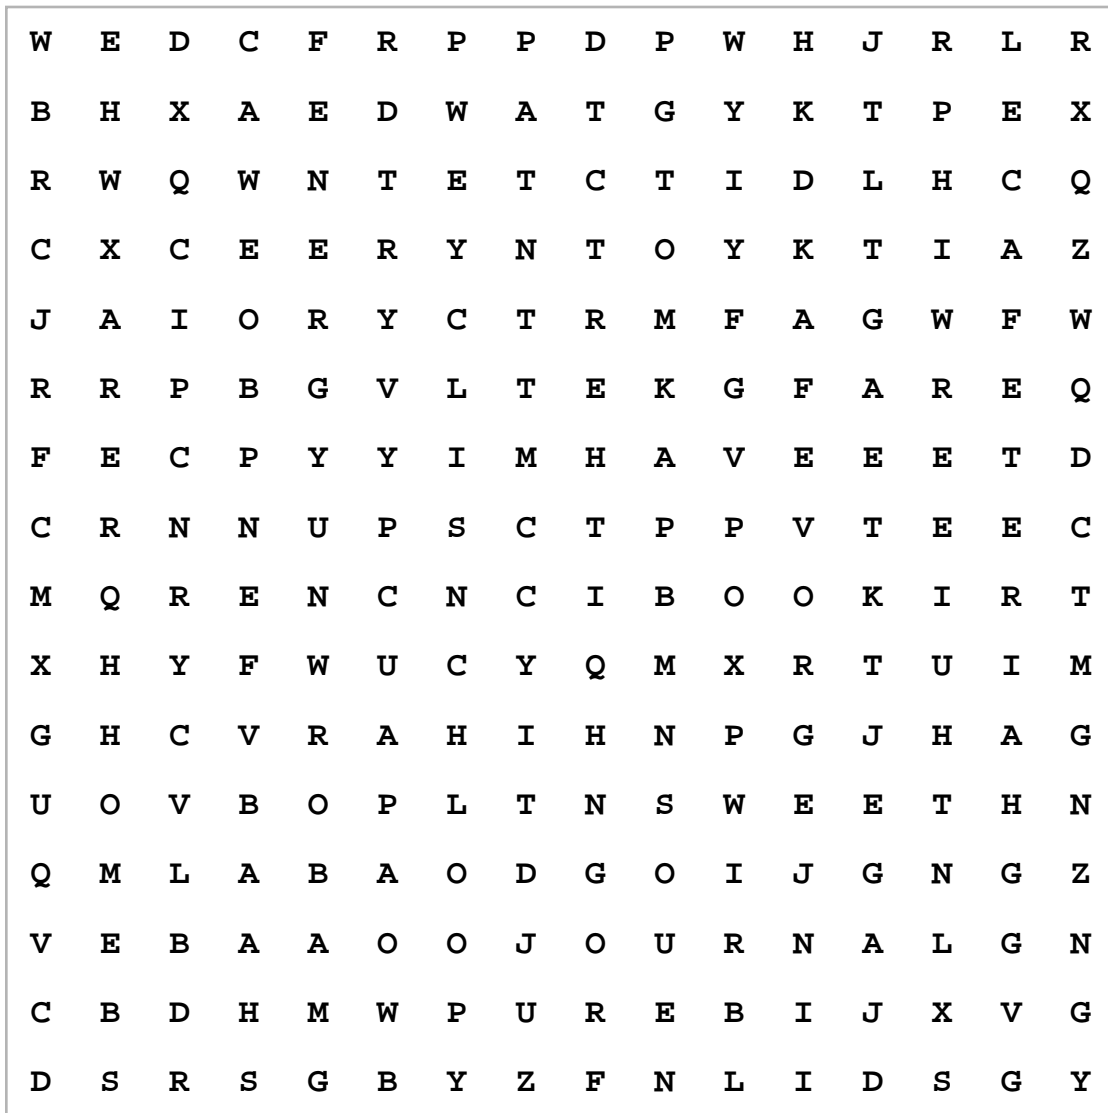 W E D C F R P P D P W H J R L R
B H X A E D W A T G Y K T P E X
R W Q W N T E T C T I D L H C Q
C X C E E R Y N T O Y K T I A Z
J A I O R Y C T R M F A G W F W
R R P B G V L T E K G F A R E Q
F E C P Y Y I M H A V E E E T D
C R N N U P S C T P P V T E E C
M Q R E N C N C I B O O K I R T
X H Y F W U C Y Q M X R T U I M
G H C V R A H I H N P G J H A G
U O V B O P L T N S W E E T H N
Q M L A B A O D G O I J G N G Z
V E B A A O O J O U R N A L G N
C B D H M W P U R E B I J X V G
D S R S G B Y Z F N L I D S G Y